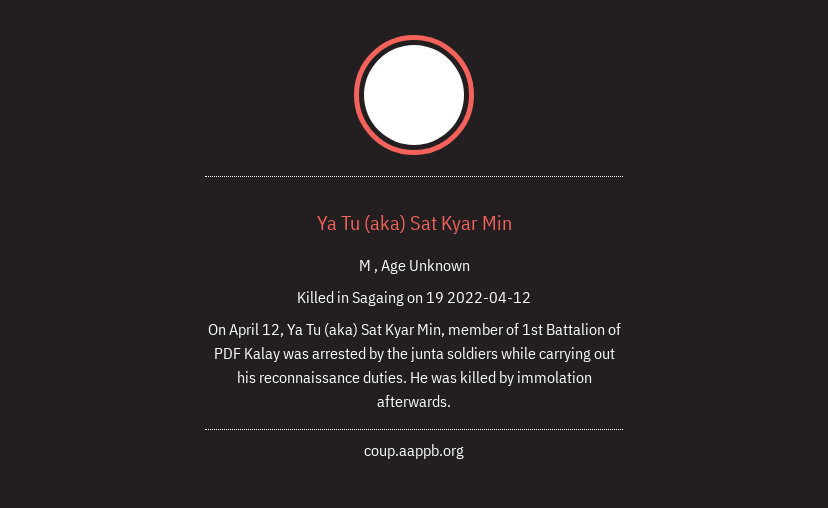 Ya Tu (aka) Sat Kyar Min
M , Age Unknown
Killed in Sagaing on 19 2022-04-12
On April 12, Ya Tu (aka) Sat Kyar Min, member of 1st Battalion of
PDF Kalay was arrested by the junta soldiers while carrying out
his reconnaissance duties. He was killed by immolation
afterwards.
coup.aappb.org